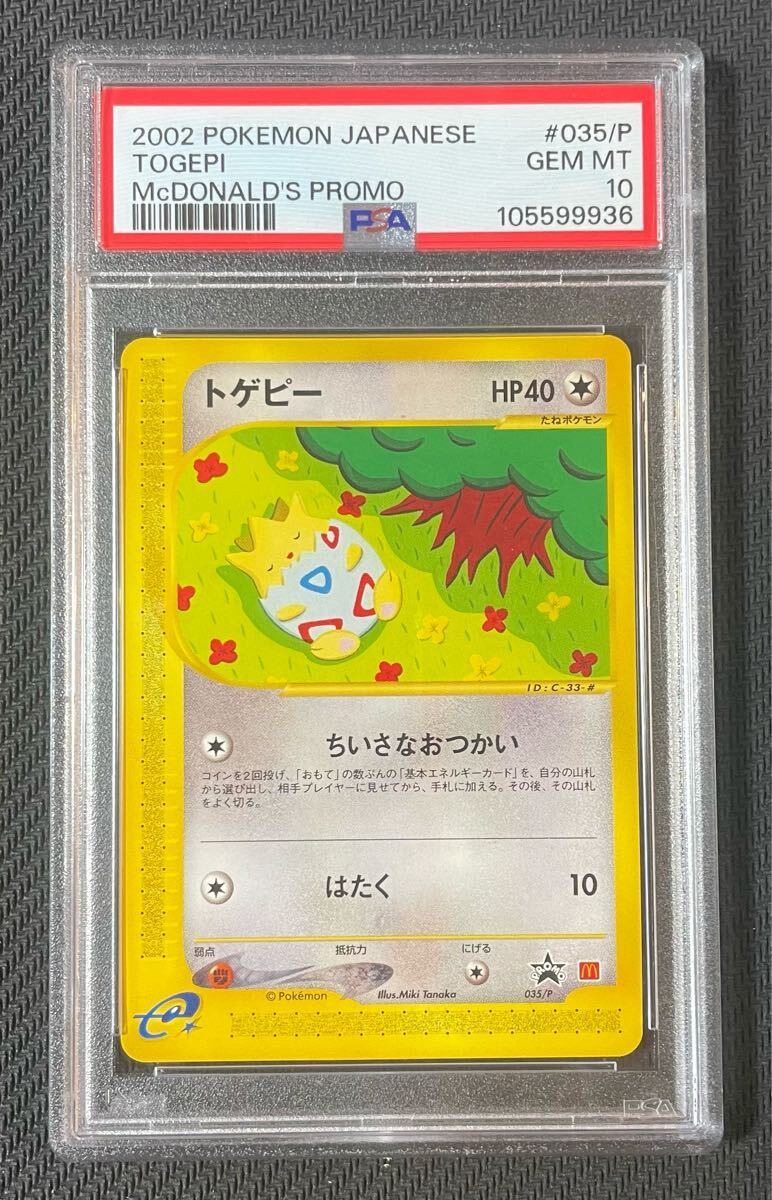 2002 POKEMON JAPANESE #035/P
TOGEPI GEM MT
McDONALD'S PROMO 10
PSA 105599936
トゲピー HP40
たねポケモン
ID:C-33-#
ちいさなおつかい
コインを2回投げ、「おもて」の数ぶんの「基本エネルギーカード」を、自分の山札
から選び出し、相手プレイヤーに見せてから、手札に加える。その後、その山札
をよく切る。
はたく 10
弱点 抵抗力 にげる
PROMO
©Pokémon Illus.Miki Tanaka 035/P
e
PSA